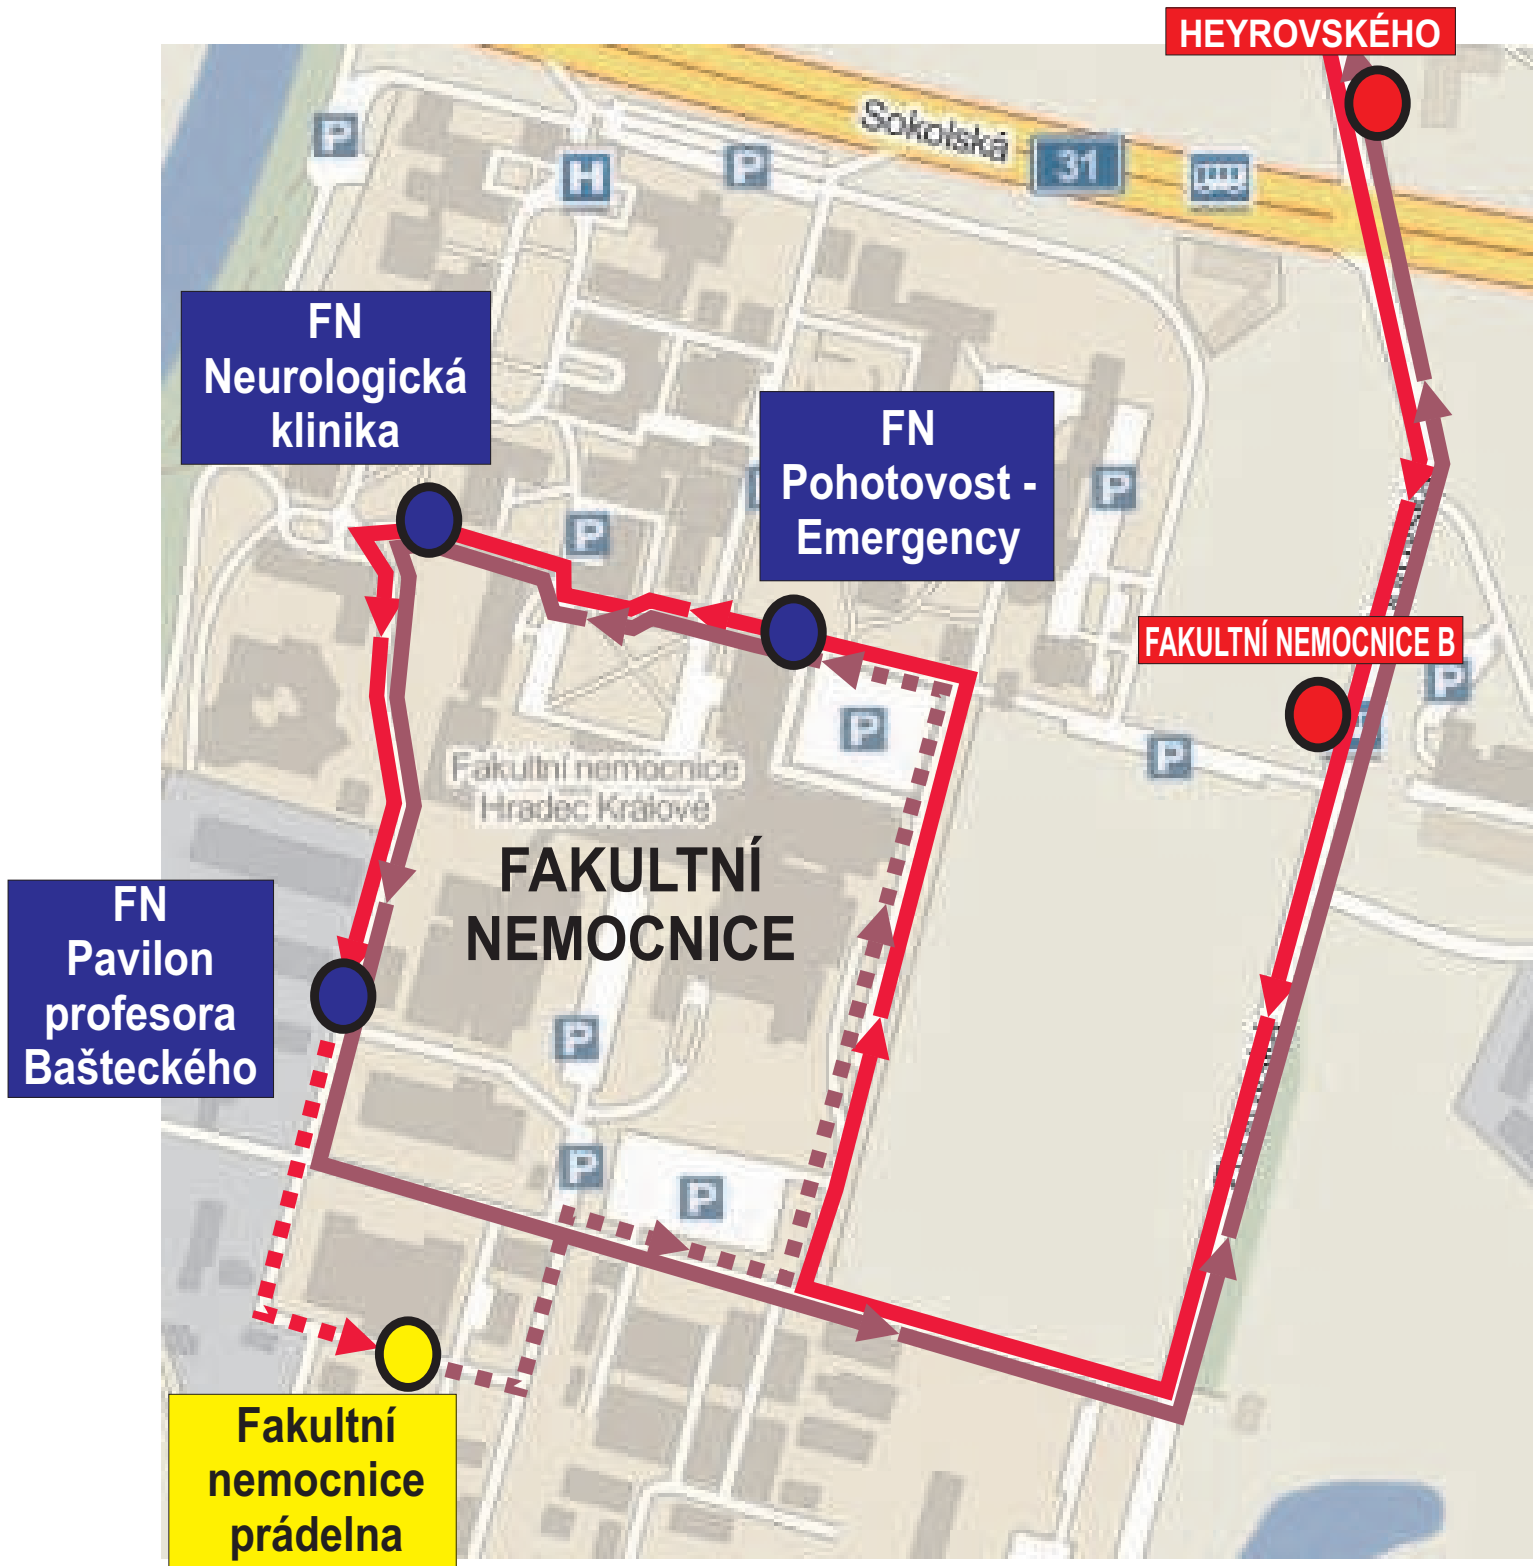 HEYROVSKÉHO
Sokolská
31
P
P
H
FN
Neurologická
klinika
FN
Pohotovost -
Emergency
P
P
FAKULTNÍ NEMOCNICE B
P
P
P
Fakultní nemocnice
Hradec Králové
FAKULTNÍ
NEMOCNICE
FN
Pavilon
profesora
Bašteckého
P
P
P
Fakultní
nemocnice
prádelna